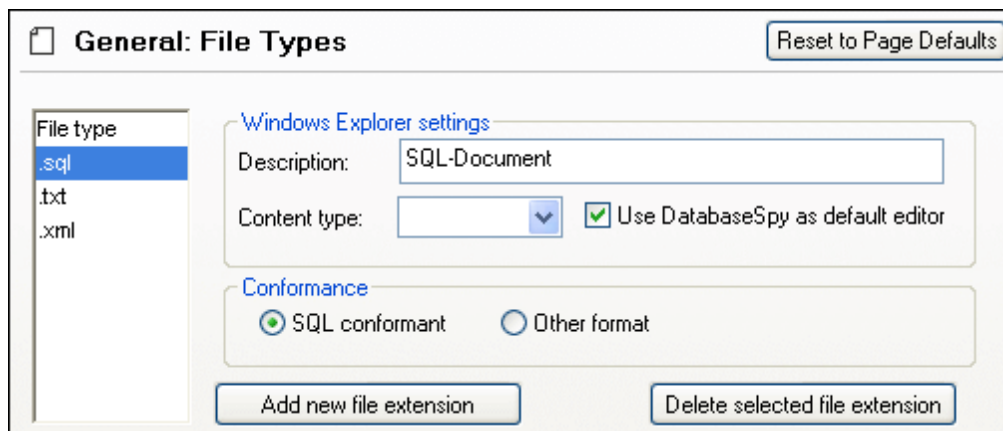 General: File Types
Reset to Page Defaults
File type
.sql
.txt
.xml
Windows Explorer settings
Description:
SQL-Document
Content type:
Use DatabaseSpy as default editor
Conformance
SQL conformant
Other format
Add new file extension
Delete selected file extension